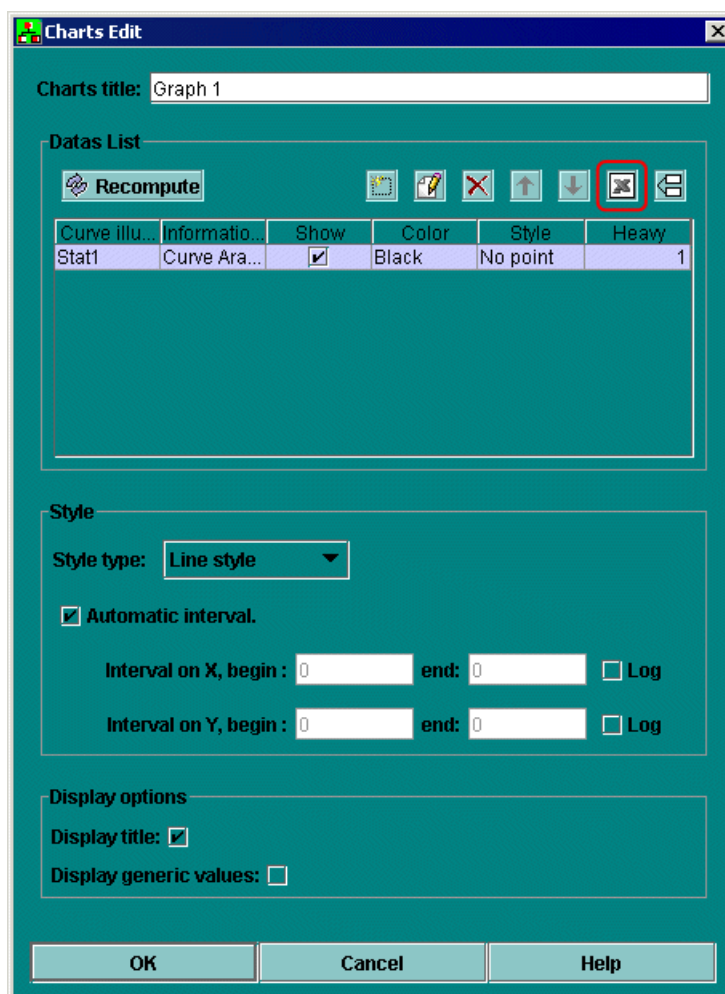 Charts Edit
Charts title: Graph 1
Datas List
Recompute
Curve illu... Informatio... Show Color Style Heavy
Stat1 Curve Ara... Black No point 1
Style
Style type: Line style
Automatic interval.
Interval on X, begin : 0 end: 0 Log
Interval on Y, begin : 0 end: 0 Log
Display options
Display title:
Display generic values:
OK Cancel Help